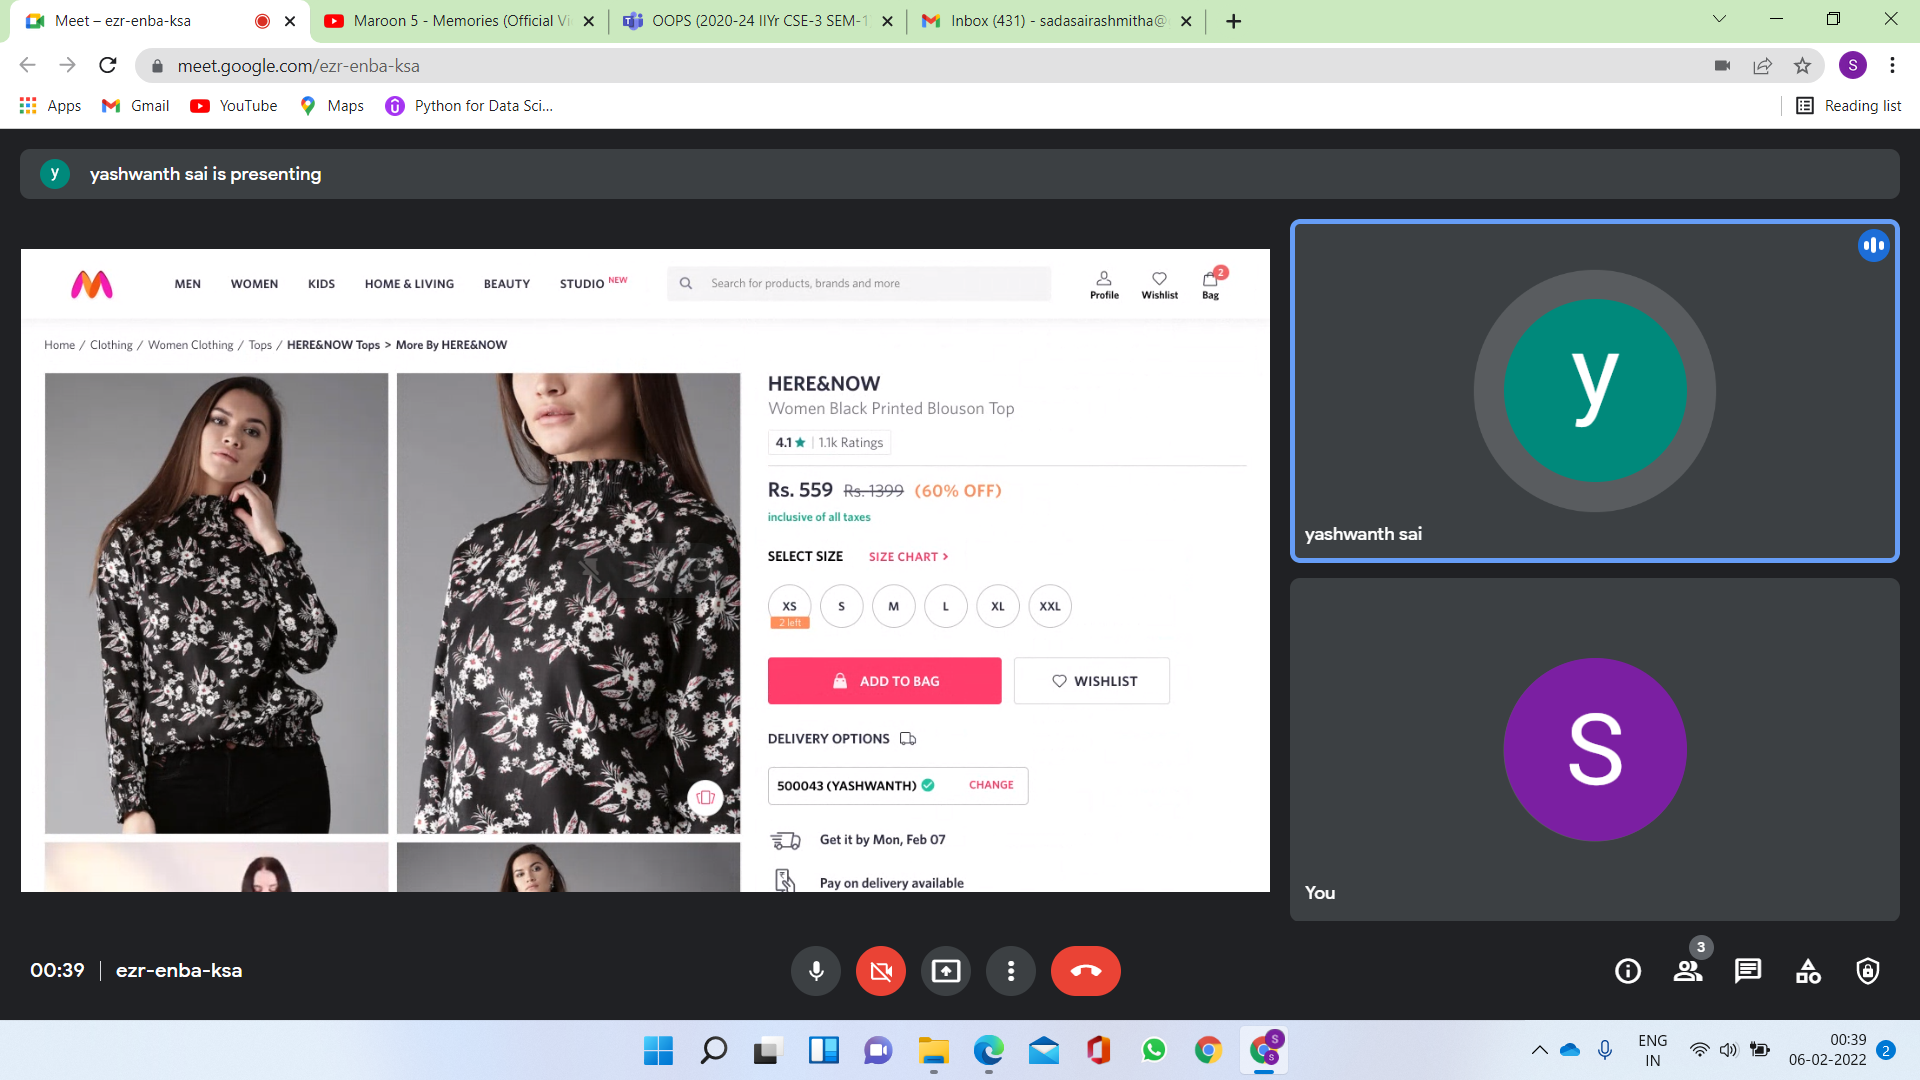 Meet – ezr-enba-ksa
Maroon 5 - Memories (Official Vi
OOPS (2020-24 IIYr CSE-3 SEM-1
Inbox (431) - sadasairashmitha@
meet.google.com/ezr-enba-ksa
S
Apps
Gmail
YouTube
Maps
Python for Data Sci...
Reading list
y
yashwanth sai is presenting
MEN
WOMEN
KIDS
HOME & LIVING
BEAUTY
STUDIO NEW
Search for products, brands and more
Profile
Wishlist
2
Bag
Home / Clothing / Women Clothing / Tops / HERE&NOW Tops > More By HERE&NOW
HERE&NOW
Women Black Printed Blouson Top
4.1 ★ | 1.1k Ratings
Rs. 559 Rs. 1399 (60% OFF)
inclusive of all taxes
SELECT SIZE
SIZE CHART >
XS
S
M
L
XL
XXL
2 left
ADD TO BAG
WISHLIST
DELIVERY OPTIONS
500043 (YASHWANTH)
CHANGE
Get it by Mon, Feb 07
Pay on delivery available
y
yashwanth sai
S
You
00:39 | ezr-enba-ksa
3
S
S
ENG
IN
00:39
06-02-2022
2